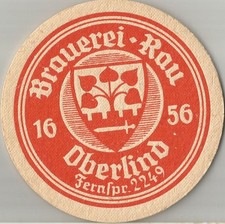 Brauerei-Rau
16 56
Oberlind
Fernspr. 2249